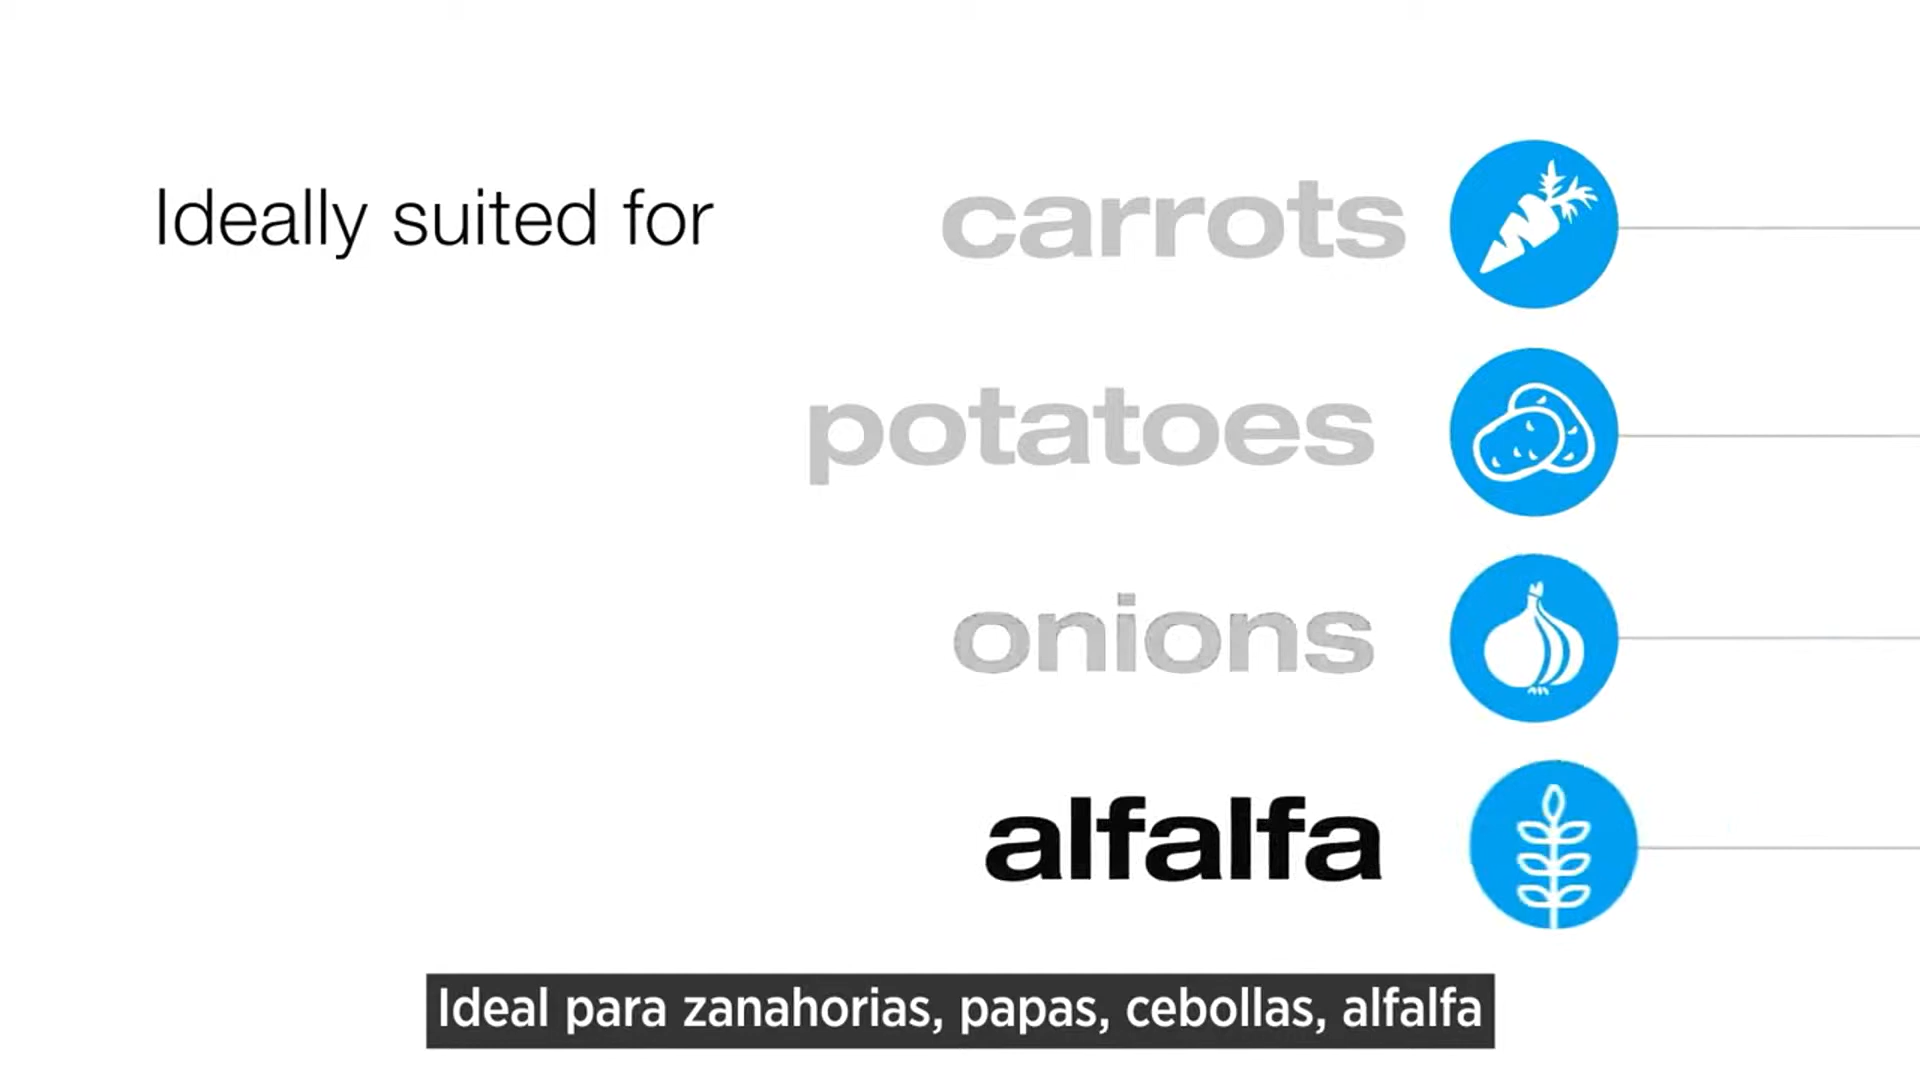 Ideally suited for carrots
potatoes
onions
alfalfa
Ideal para zanahorias, papas, cebollas, alfalfa